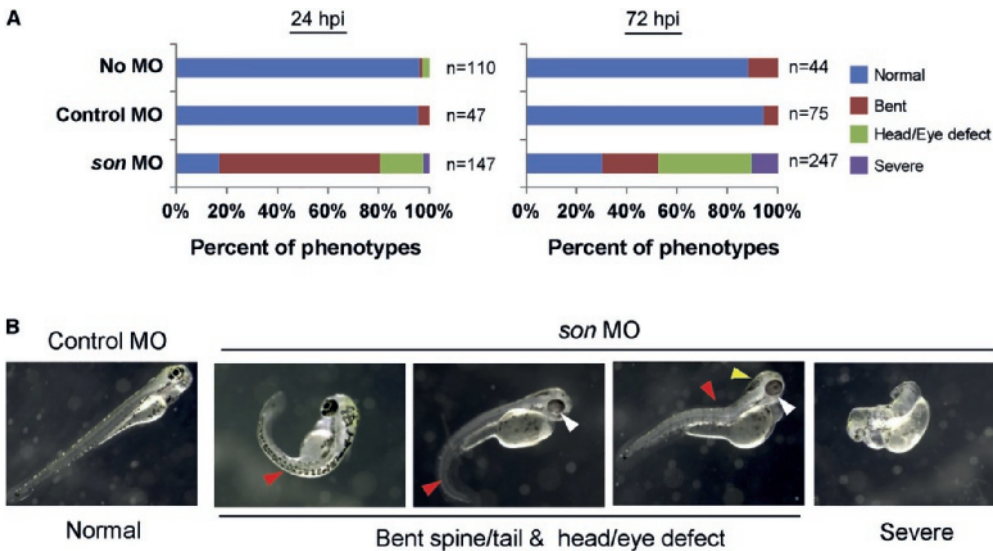 A
24 hpi
72 hpi
No MO
n=110
n=44
Control MO
n=47
n=75
son MO
n=147
n=247
Normal
Bent
Head/Eye defect
Severe
0% 20% 40% 60% 80% 100%
0% 20% 40% 60% 80% 100%
Percent of phenotypes
Percent of phenotypes
B
Control MO
son MO
Normal
Bent spine/tail & head/eye defect
Severe